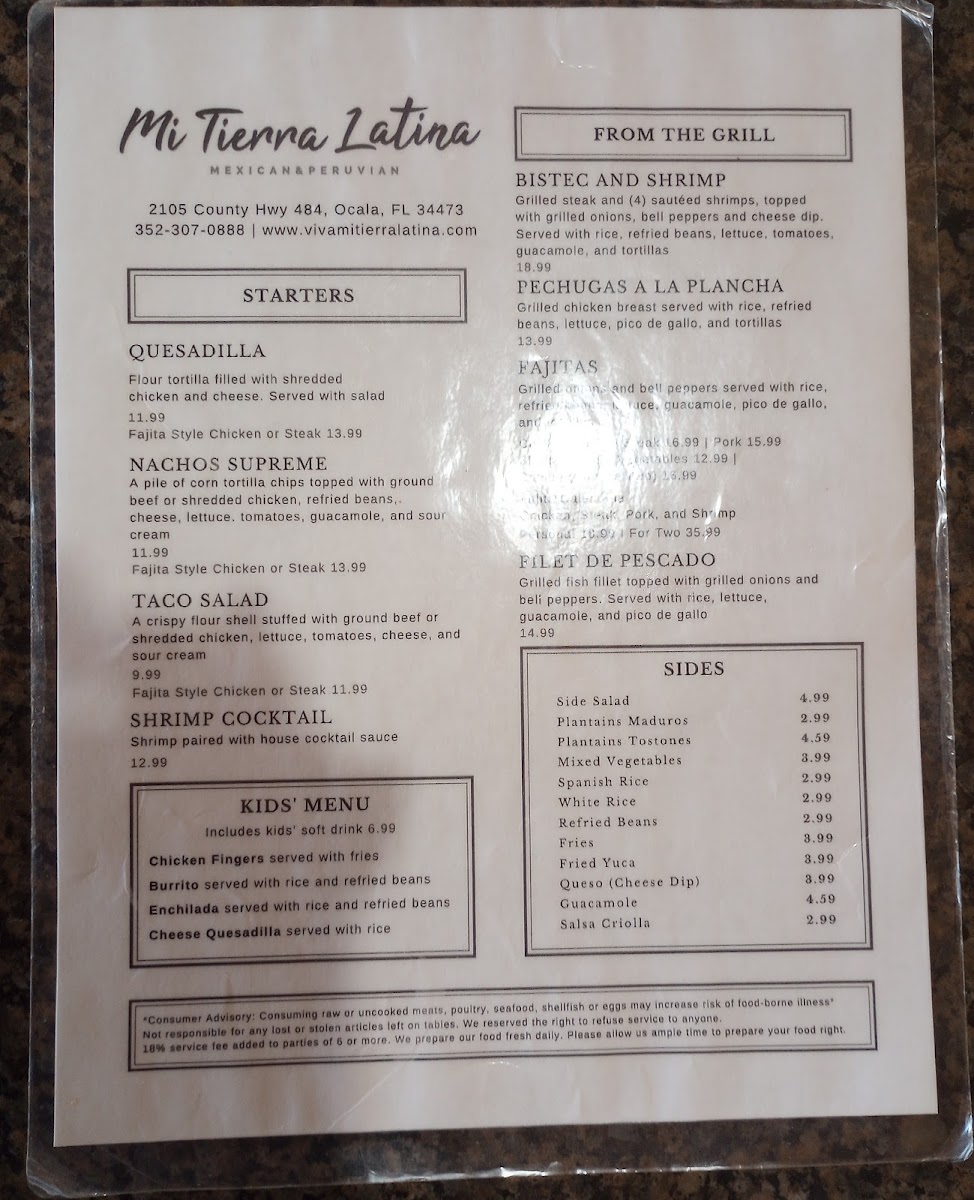 Mi Tierra Latina
MEXICAN&PERUVIAN
2105 County Hwy 484, Ocala, FL 34473
352-307-0888 | www.vivamitierralatina.com
STARTERS
QUESADILLA
Flour tortilla filled with shredded
chicken and cheese. Served with salad
11.99
Fajita Style Chicken or Steak 13.99
NACHOS SUPREME
A pile of corn tortilla chips topped with ground
beef or shredded chicken, refried beans,.
cheese, lettuce. tomatoes, guacamole, and sour
cream
11.99
Fajita Style Chicken or Steak 13.99
TACO SALAD
A crispy flour shell stuffed with ground beef or
shredded chicken, lettuce, tomatoes, cheese, and
sour cream
9.99
Fajita Style Chicken or Steak 11.99
SHRIMP COCKTAIL
Shrimp paired with house cocktail sauce
12.99
KIDS' MENU
Includes kids' soft drink 6.99
Chicken Fingers served with fries
Burrito served with rice and refried beans
Enchilada served with rice and refried beans
Cheese Quesadilla served with rice
FROM THE GRILL
BISTEC AND SHRIMP
Grilled steak and (4) sautéed shrimps, topped
with grilled onions, bell peppers and cheese dip.
Served with rice, refried beans, lettuce, tomatoes,
guacamole, and tortillas
18.99
PECHUGAS A LA PLANCHA
Grilled chicken breast served with rice, refried
beans, lettuce, pico de gallo, and tortillas
13.99
FAJITAS
Grilled onions and bell peppers served with rice,
refried beans, lettuce, guacamole, pico de gallo,
and
Steak 16.99 | Pork 15.99
Vegetables 12.99 |
16.99
Chicken, Steak, Pork, and Shrimp
Personal 18.99 | For Two 35.99
FILET DE PESCADO
Grilled fish fillet topped with grilled onions and
bell peppers. Served with rice, lettuce,
guacamole, and pico de gallo
14.99
SIDES
Side Salad 4.99
Plantains Maduros 2.99
Plantains Tostones 4.59
Mixed Vegetables 3.99
Spanish Rice 2.99
White Rice 2.99
Refried Beans 2.99
Fries 3.99
Fried Yuca 3.99
Queso (Cheese Dip) 3.99
Guacamole 4.59
Salsa Criolla 2.99
*Consumer Advisory: Consuming raw or uncooked meats, poultry, seafood, shellfish or eggs may increase risk of food-borne illness*
Not responsible for any lost or stolen articles left on tables. We reserved the right to refuse service to anyone.
18% service fee added to parties of 6 or more. We prepare our food fresh daily. Please allow us ample time to prepare your food right.